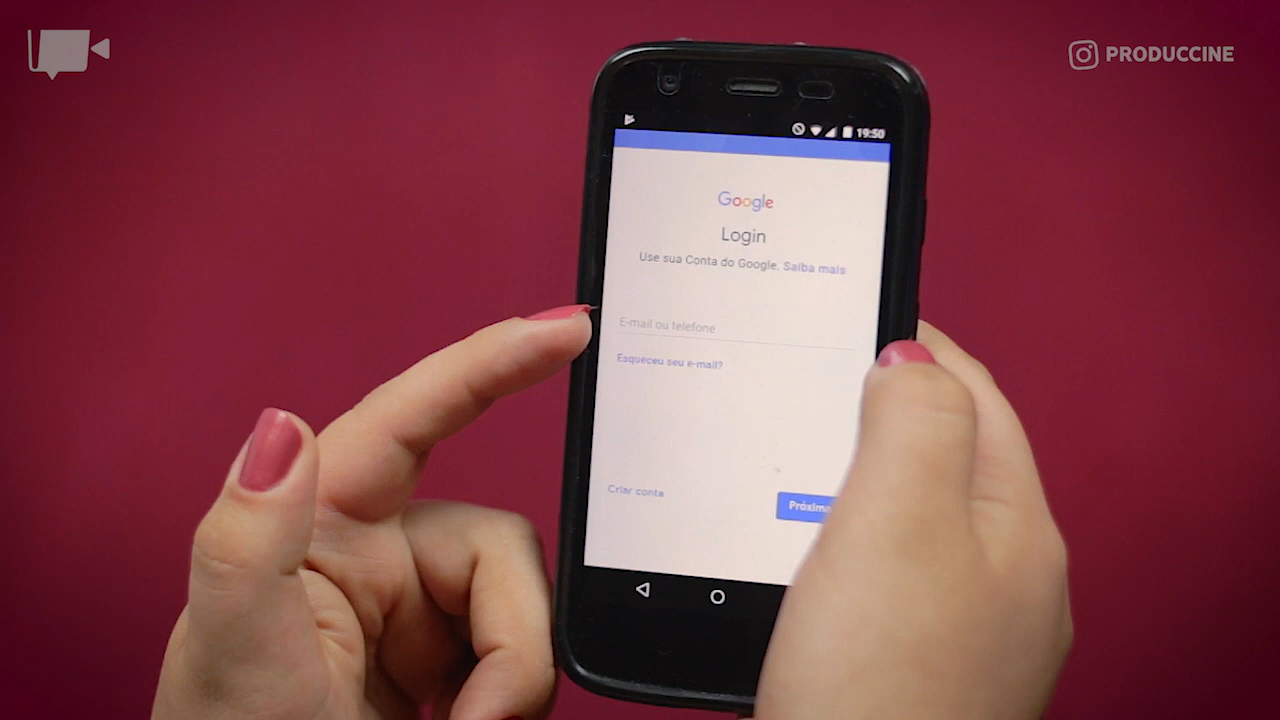 PRODUCCINE
19:50
Google
Login
Use sua Conta do Google. Saiba mais
E-mail ou telefone
Esqueceu seu e-mail?
Criar conta
Próxima